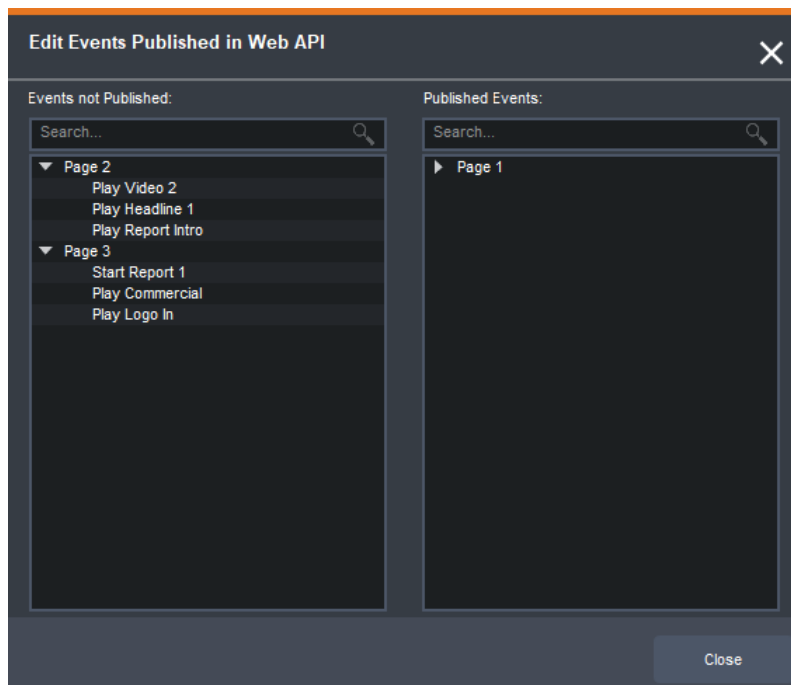 Edit Events Published in Web API
Events not Published:
Search...
Page 2
Play Video 2
Play Headline 1
Play Report Intro
Page 3
Start Report 1
Play Commercial
Play Logo In
Published Events:
Search...
Page 1
Close